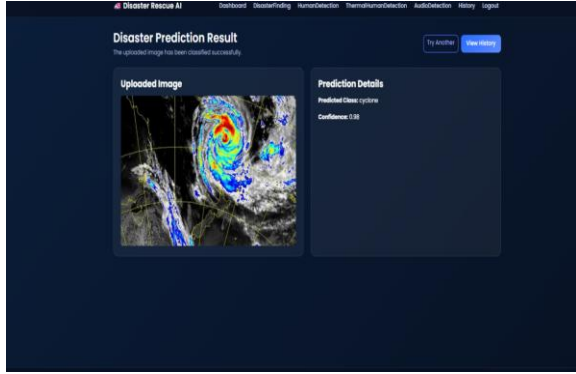 Disaster Rescue AI
Dashboard DisasterFinding HumanDetection ThermalHumanDetection AudioDetection History Logout
Disaster Prediction Result
The uploaded image has been classified successfully.
Try Another
View History
Uploaded Image
Prediction Details
Predicted Class: cyclone
Confidence: 0.98